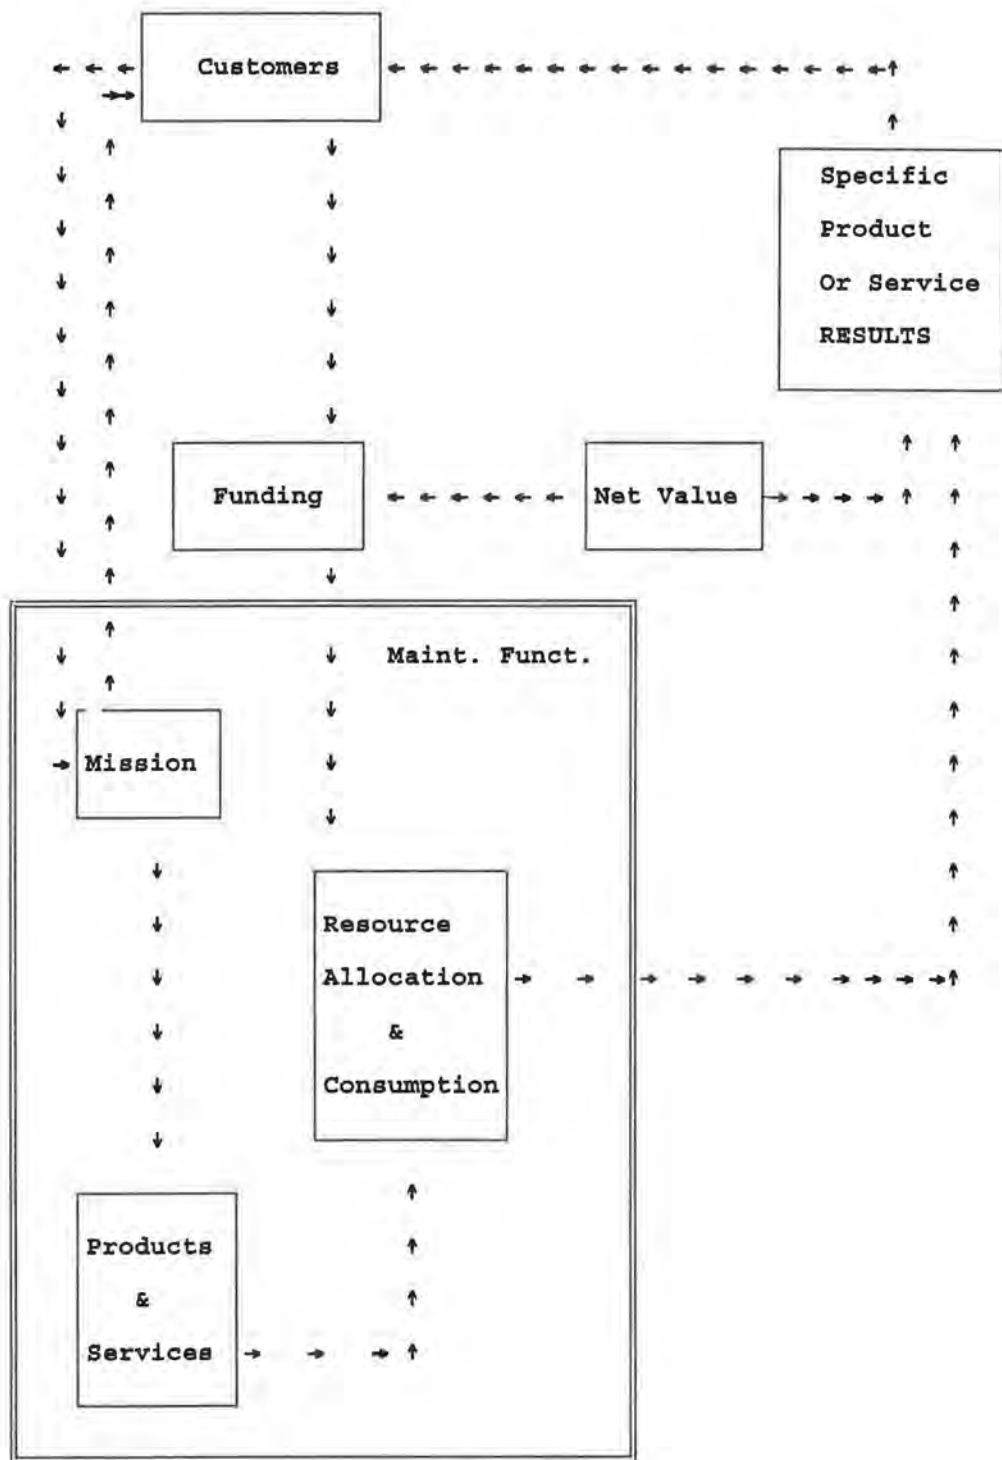 Customers
Specific
Product
Or Service
RESULTS
Funding
Net Value
Maint. Funct.
Mission
Resource
Allocation
&
Consumption
Products
&
Services